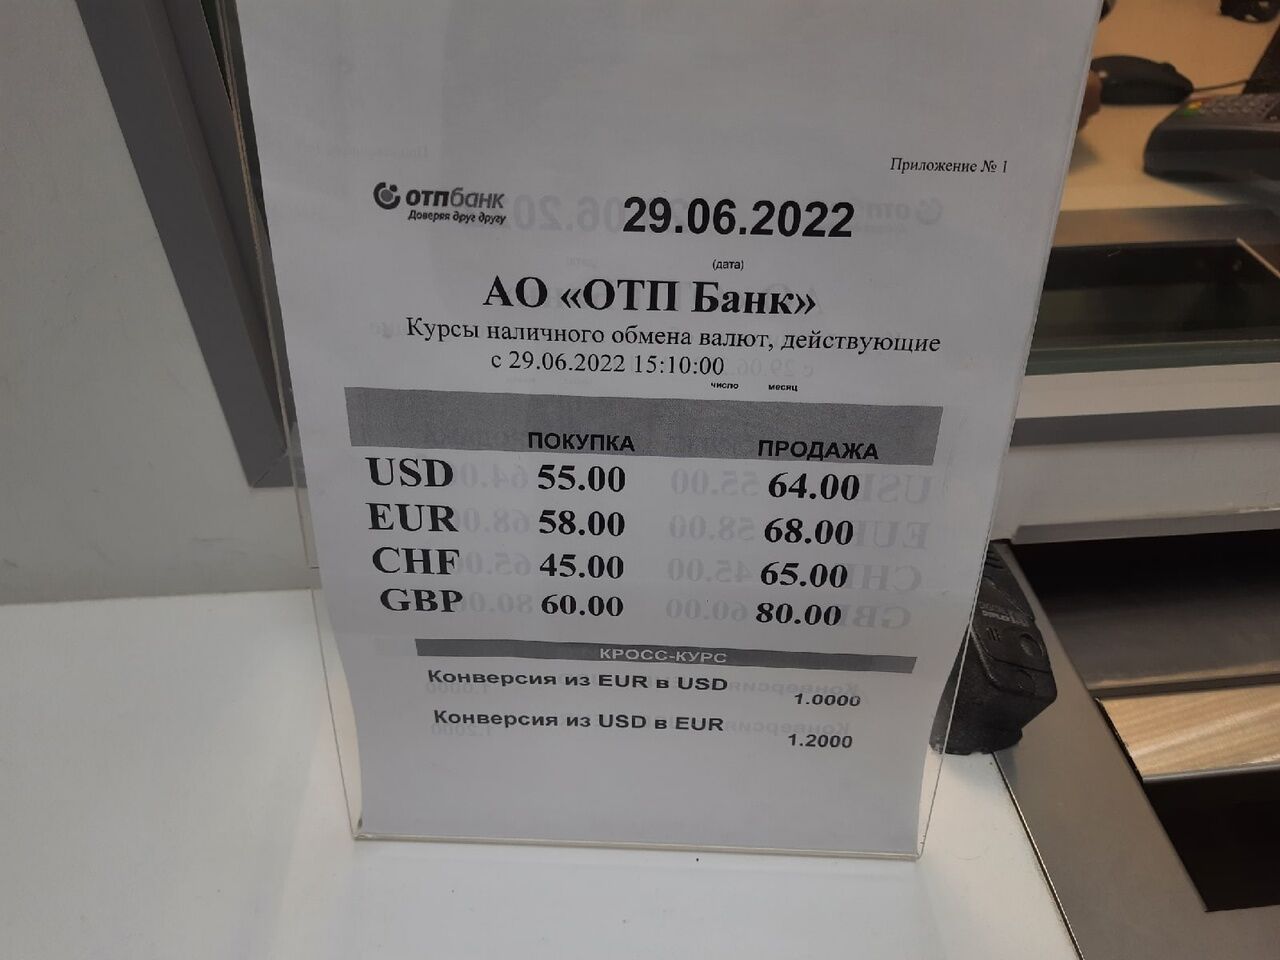 Приложение № 1
отпбанк
Доверяя друг другу
29.06.2022
(дата)
АО «ОТП Банк»
Курсы наличного обмена валют, действующие
с 29.06.2022 15:10:00
число месяц
ПОКУПКА ПРОДАЖА
USD 55.00 64.00
EUR 58.00 68.00
CHF 45.00 65.00
GBP 60.00 80.00
КРОСС-КУРС
Конверсия из EUR в USD 1.0000
Конверсия из USD в EUR 1.2000